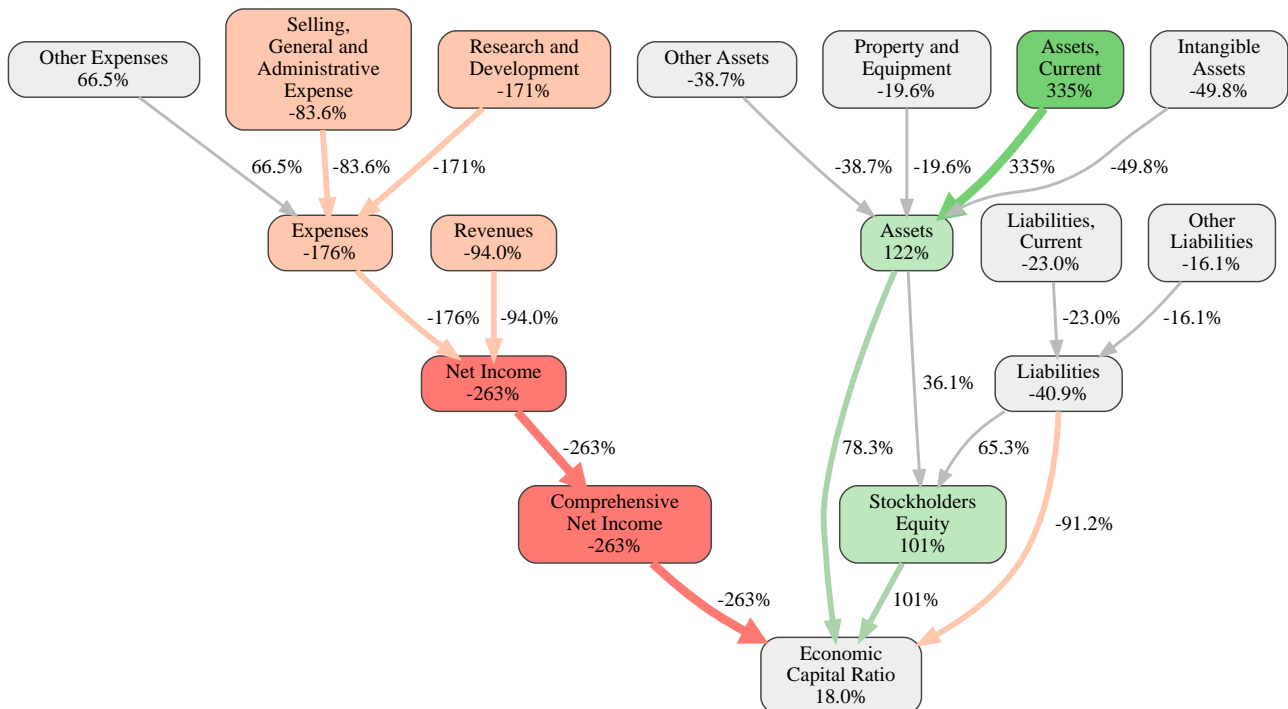 Other Expenses
66.5%
Selling,
General and
Administrative
Expense
-83.6%
Research and
Development
-171%
Other Assets
-38.7%
Property and
Equipment
-19.6%
Assets,
Current
335%
Intangible
Assets
-49.8%
66.5%
-83.6%
-171%
-38.7%
-19.6%
335%
-49.8%
Expenses
-176%
Revenues
-94.0%
Assets
122%
Liabilities,
Current
-23.0%
Other
Liabilities
-16.1%
-176%
-94.0%
-23.0%
-16.1%
Net Income
-263%
36.1%
Liabilities
-40.9%
-263%
78.3%
65.3%
Comprehensive
Net Income
-263%
Stockholders
Equity
101%
-91.2%
-263%
101%
Economic
Capital Ratio
18.0%